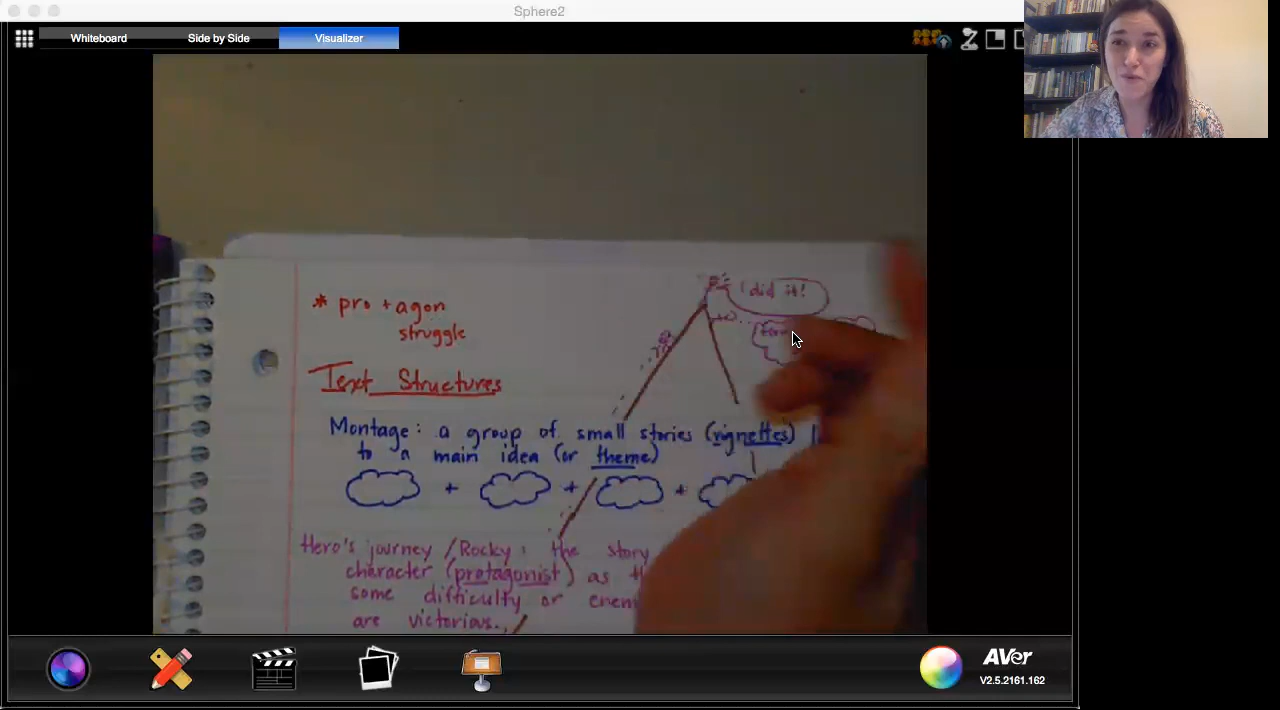 Sphere2
Whiteboard
Side by Side
Visualizer
I did it!
* pro + agon
struggle
Text Structures
Montage: a group of small stories (vignettes)
to a main idea (or theme)
+ + +
Hero's journey / Rocky: the story
character (protagonist) as
some difficulty or
are victorious.
AVer
V2.5.2161.162